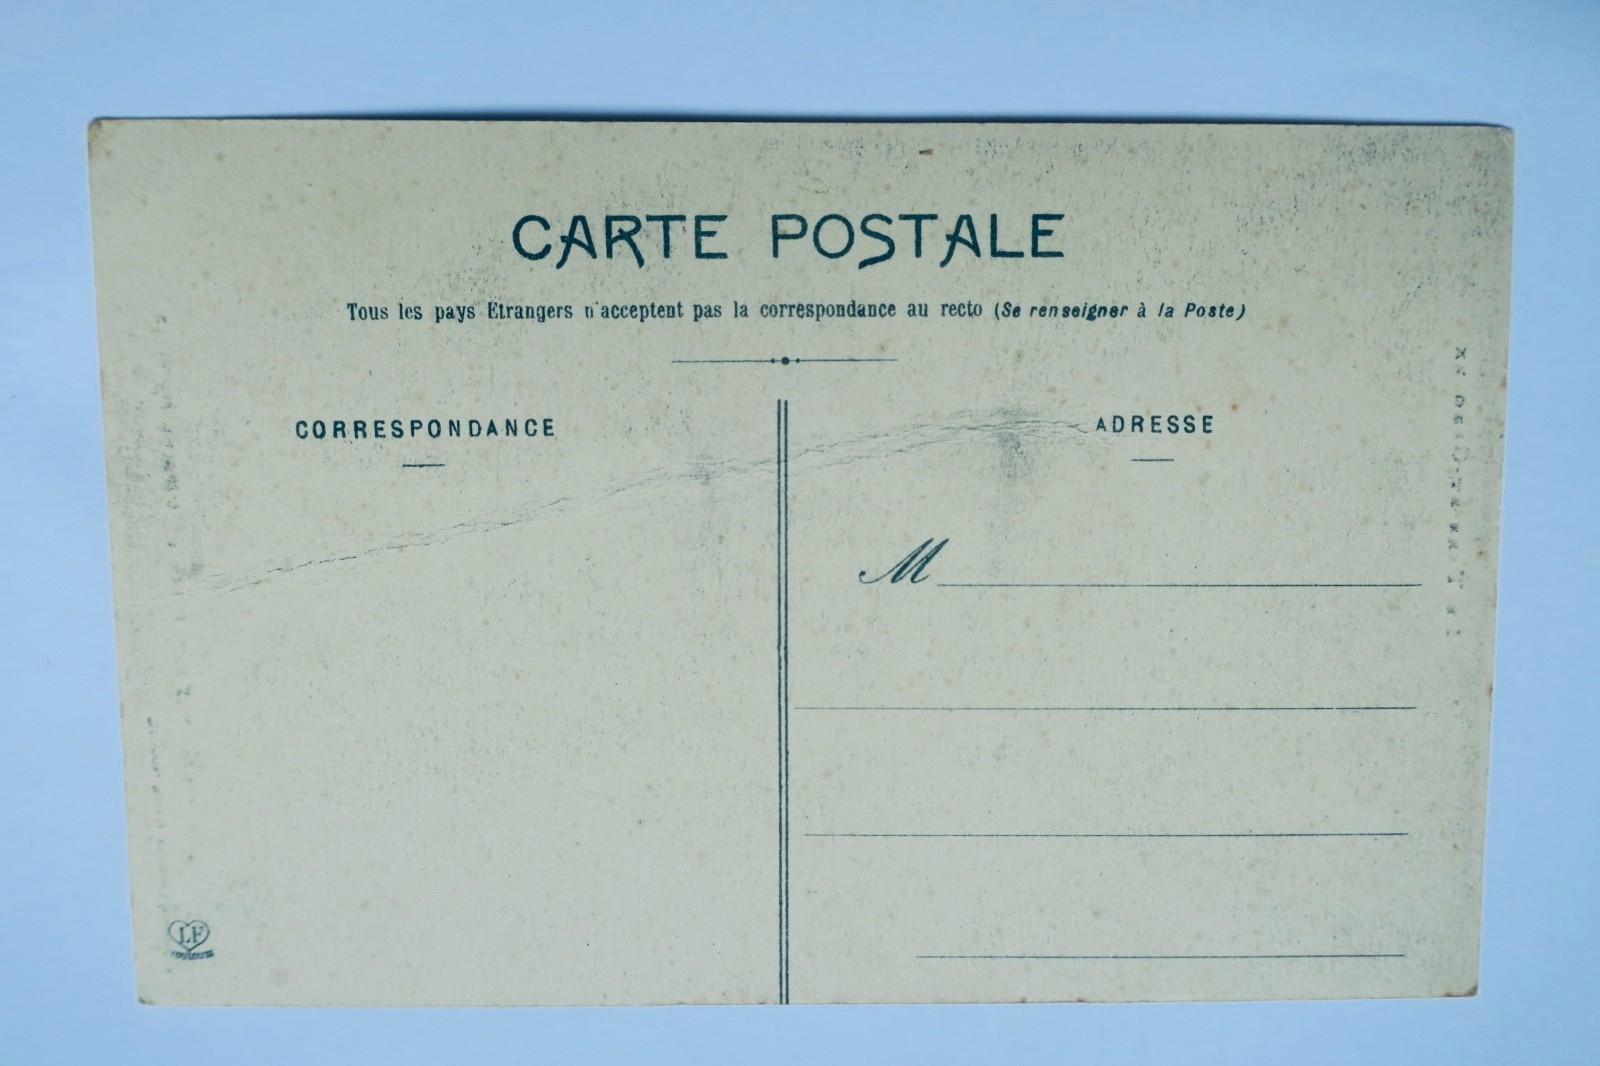 CARTE POSTALE
Tous les pays Etrangers n'acceptent pas la correspondance au recto (Se renseigner à la Poste)
CORRESPONDANCE
ADRESSE
M
LF